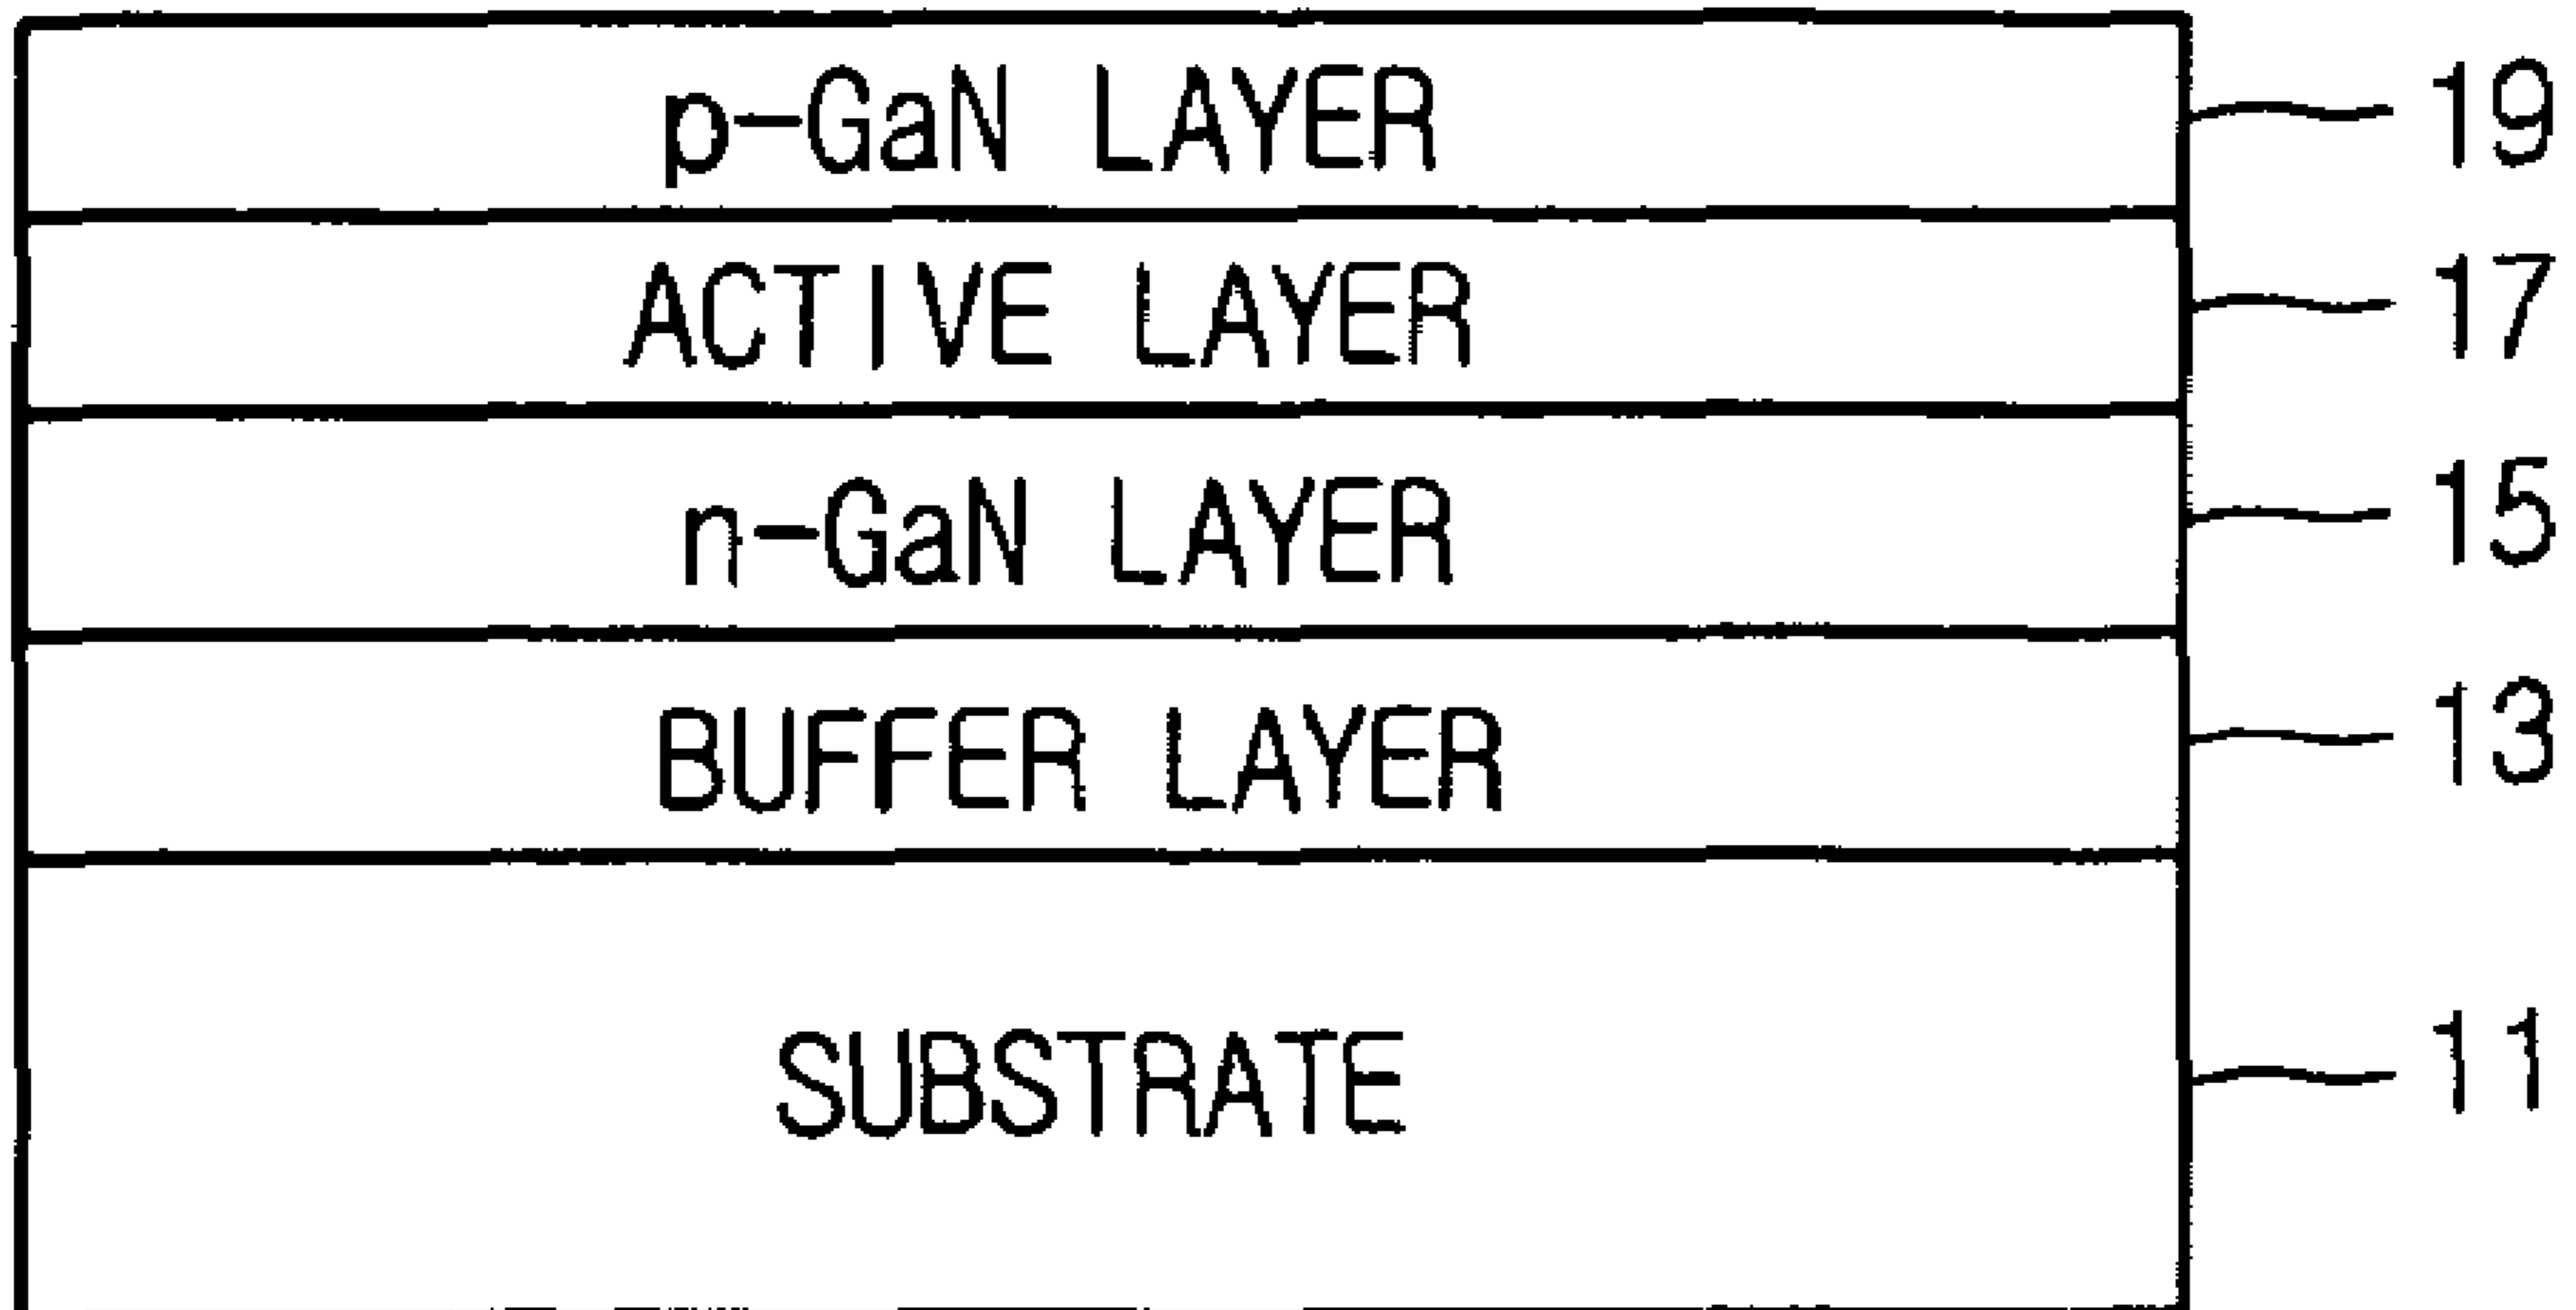 p-GaN LAYER 19
ACTIVE LAYER 17
n-GaN LAYER 15
BUFFER LAYER 13
SUBSTRATE 11